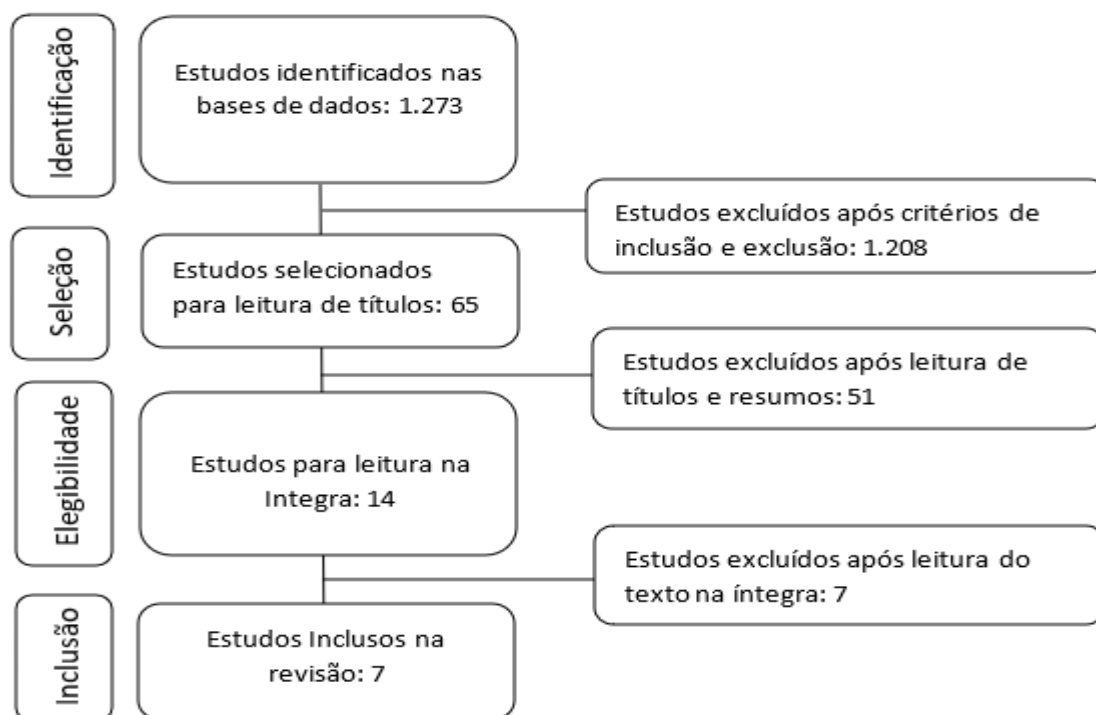 Identificação
Estudos identificados nas
bases de dados: 1.273
Estudos excluídos após critérios de
inclusão e exclusão: 1.208
Seleção
Estudos selecionados
para leitura de títulos: 65
Estudos excluídos após leitura de
títulos e resumos: 51
Elegibilidade
Estudos para leitura na
Integra: 14
Estudos excluídos após leitura do
texto na íntegra: 7
Inclusão
Estudos Inclusos na
revisão: 7